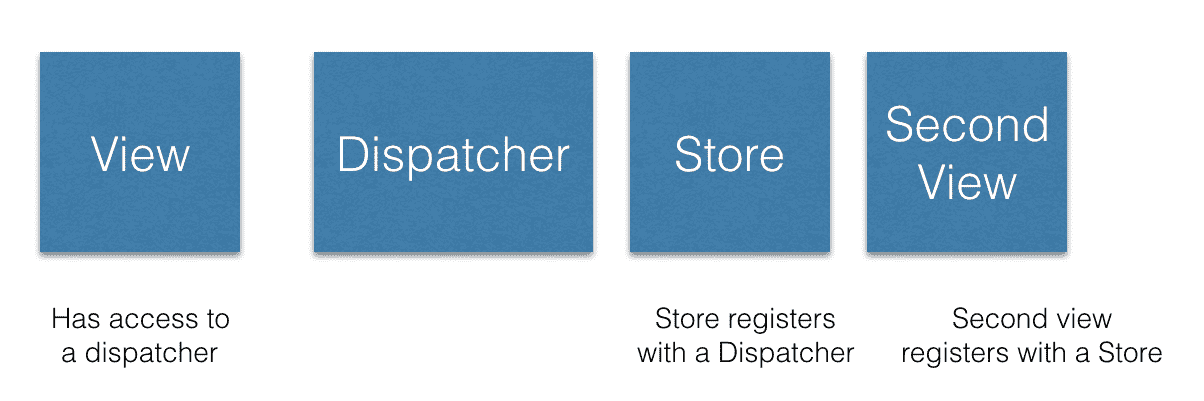 View
Dispatcher
Store
Second
View
Has access to
a dispatcher
Store registers
with a Dispatcher
Second view
registers with a Store